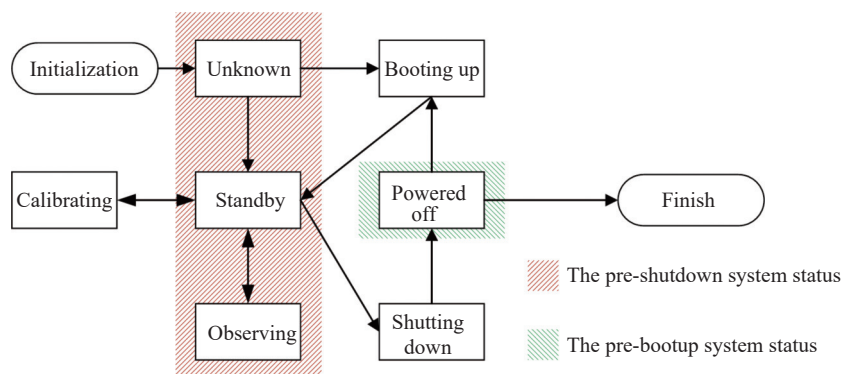 Initialization
Unknown
Booting up
Calibrating
Standby
Powered
off
Finish
Observing
Shutting
down
The pre-shutdown system status
The pre-bootup system status